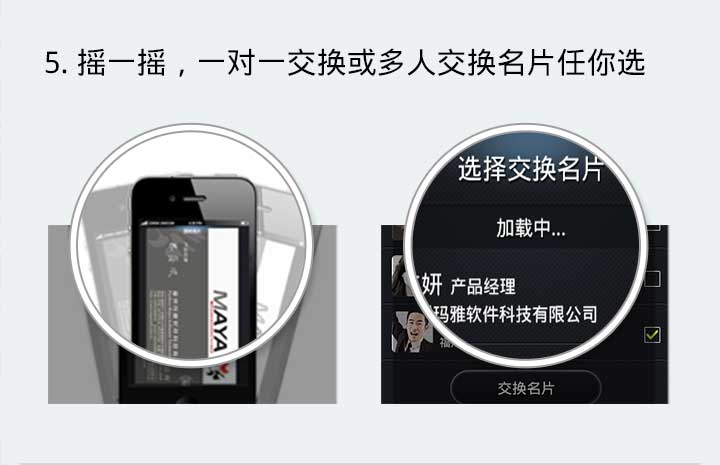 5. 摇一摇，一对一交换或多人交换名片任你选
MAYA
选择交换名片
加载中...
妍 产品经理
玛雅软件科技有限公司
交换名片